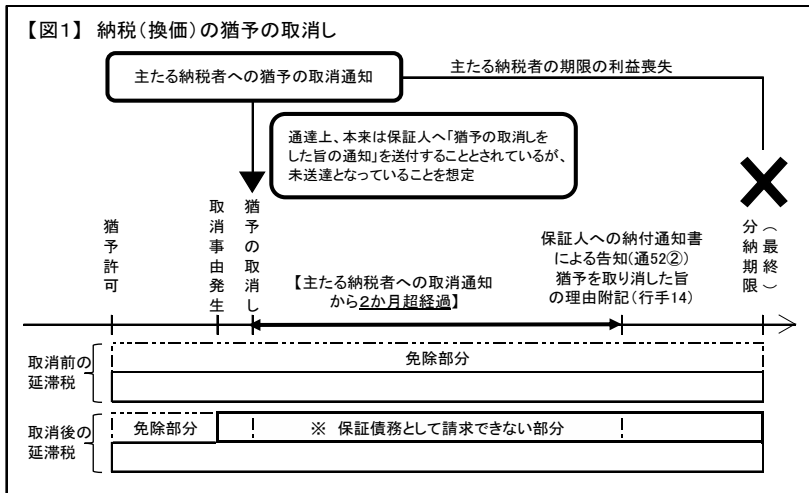 【図1】 納税(換価)の猶予の取消し
主たる納税者への猶予の取消通知
主たる納税者の期限の利益喪失
通達上、本来は保証人へ「猶予の取消しを
した旨の通知」を送付することとされているが、
未送達となっていることを想定
猶予許可
取消事由発生
猶予の取消し
【主たる納税者への取消通知
から2か月超経過】
保証人への納付通知書
による告知(通52②)
猶予を取り消した旨
の理由附記(行手14)
分納期限
(最終)
取消前の
延滞税
免除部分
取消後の
延滞税
免除部分
※ 保証債務として請求できない部分